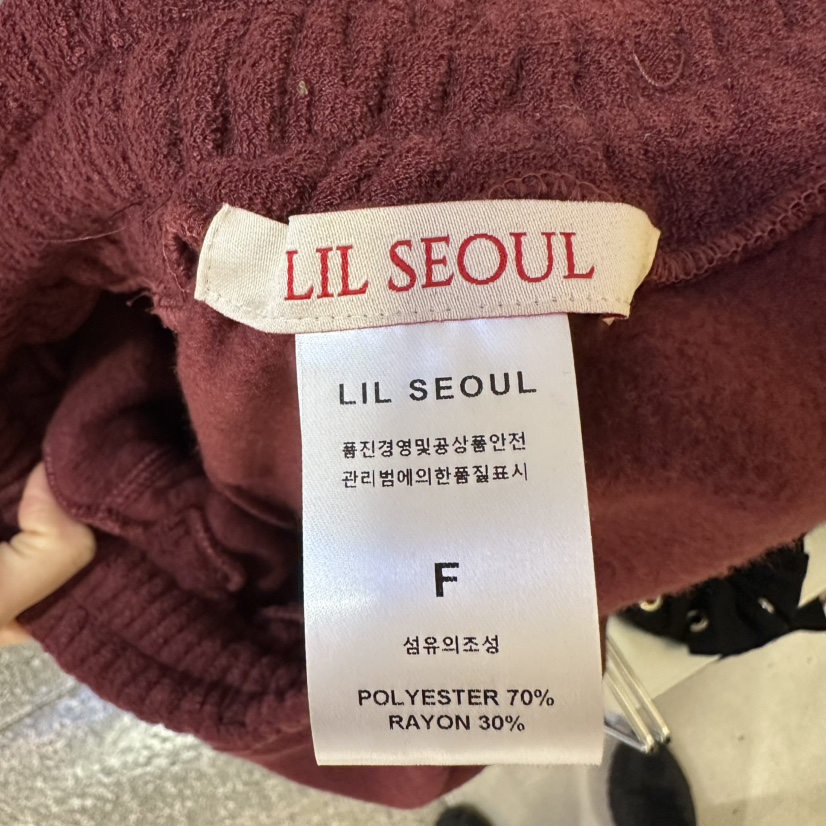 LIL SEOUL
LIL SEOUL
품진경영및공상품안전
관리범에의한품짙표시
F
섬유의조성
POLYESTER 70%
RAYON 30%